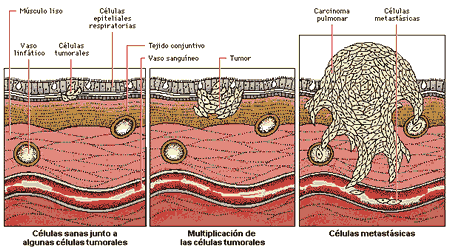 Músculo liso
Células
epiteliales
respiratorias
Vaso
linfático
Células
tumorales
Tejido conjuntivo
Vaso sanguíneo
Tumor
Carcinoma
pulmonar
Células
metastásicas
Células sanas junto a
algunas células tumorales
Multiplicación de
las células tumorales
Células metastásicas